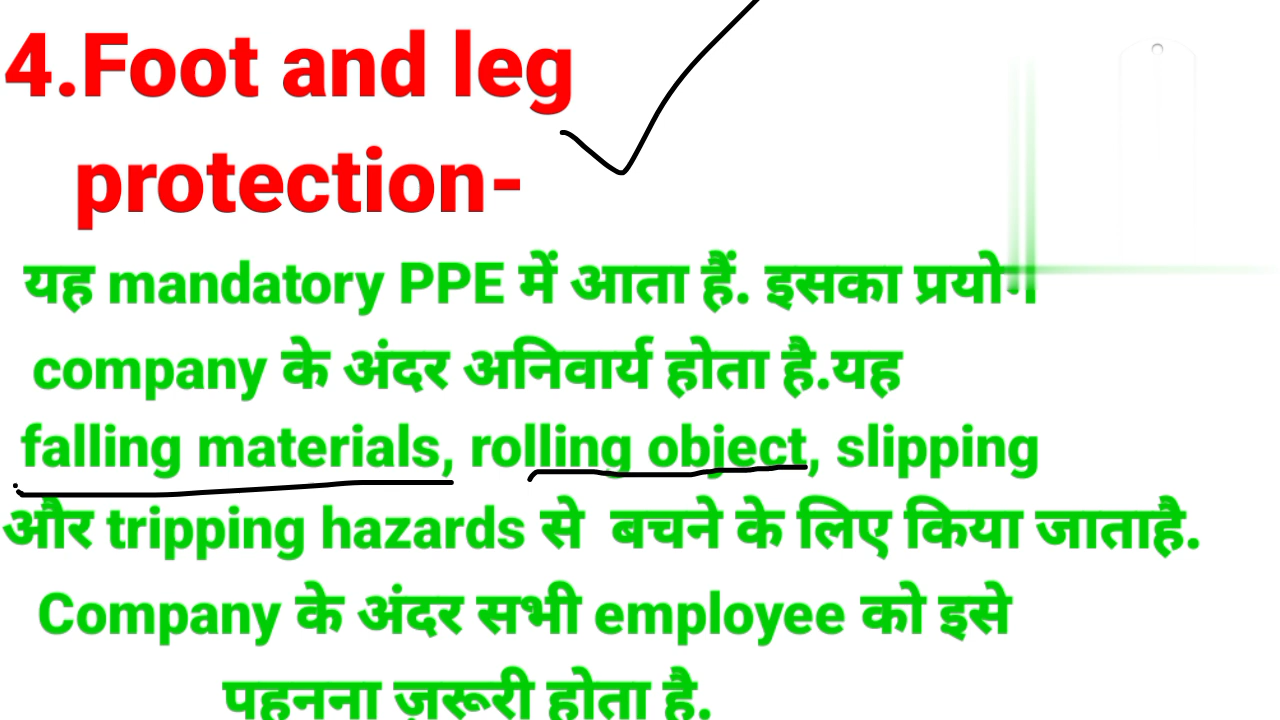 4.Foot and leg
protection-
यह mandatory PPE में आता हैं. इसका प्रयोग
company के अंदर अनिवार्य होता है.यह
falling materials, rolling object, slipping
और tripping hazards से बचने के लिए किया जाताहै.
Company के अंदर सभी employee को इसे
पहनना ज़रूरी होता है.